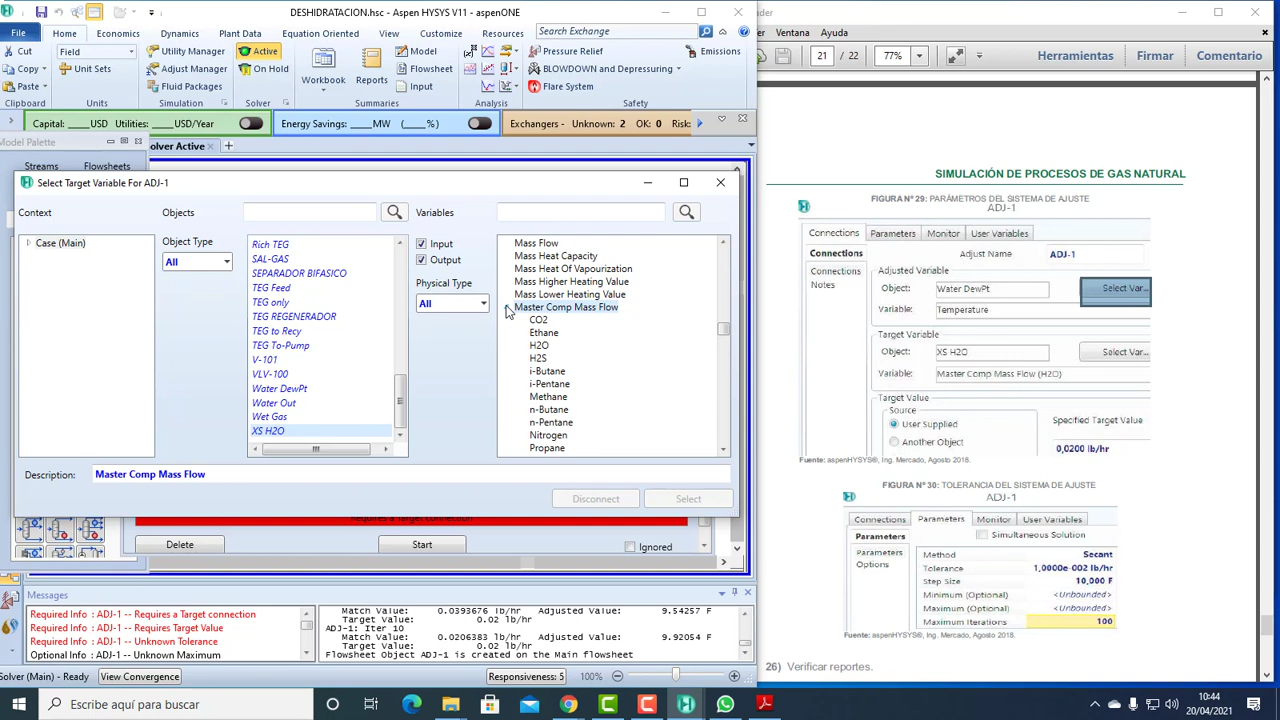 DESHIDRATACION.hsc - Aspen HYSYS V11 - aspenONE
File
Home
Economics
Dynamics
Plant Data
Equation Oriented
View
Customize
Resources
Search Exchange
Cut
Copy
Paste
Clipboard
Field
Unit Sets
Units
Utility Manager
Adjust Manager
Fluid Packages
Simulation
Active
On Hold
Solver
Workbook
Reports
Model
Flowsheet
Input
Summaries
Analysis
Pressure Relief
BLOWDOWN and Depressuring
Flare System
Safety
Emissions
Capital: ____USD Utilities: ____USD/Year
Energy Savings: ____MW (____%)
Exchangers - Unknown: 2 OK: 0 Risk:
Model Palette
Streams
Flowsheets
Solver Active
Select Target Variable For ADJ-1
Context
Objects
Variables
Case (Main)
Object Type
All
Rich TEG
SAL-GAS
SEPARADOR BIFASICO
TEG Feed
TEG only
TEG REGENERADOR
TEG to Recy
TEG To-Pump
V-101
VLV-100
Water DewPt
Water Out
Wet Gas
XS H2O
Input
Output
Physical Type
All
Mass Flow
Mass Heat Capacity
Mass Heat Of Vapourization
Mass Higher Heating Value
Mass Lower Heating Value
Master Comp Mass Flow
CO2
Ethane
H2O
H2S
i-Butane
i-Pentane
Methane
n-Butane
n-Pentane
Nitrogen
Propane
Description: Master Comp Mass Flow
Disconnect
Select
Requires a Target connection
Delete
Start
Ignored
Messages
Required Info : ADJ-1 -- Requires a Target connection
Required Info : ADJ-1 -- Requires Target Value
Required Info : ADJ-1 -- Unknown Tolerance
Optional Info : ADJ-1 -- Unknown Maximum
Match Value: 0.0393676 lb/hr Adjusted Value: 9.54257 F
Target Value: 0.02 lb/hr
ADJ-1: Iter 10
Match Value: 0.0206383 lb/hr Adjusted Value: 9.92054 F
Target Value: 0.02 lb/hr
Flowsheet Object ADJ-1 is created on the Main flowsheet
Solver (Main) - Ready
View Convergence
Responsiveness: 5
100%
Ventana
Ayuda
21 / 22
77%
Herramientas
Firmar
Comentario
SIMULACIÓN DE PROCESOS DE GAS NATURAL
FIGURA Nº 29: PARÁMETROS DEL SISTEMA DE AJUSTE
ADJ-1
Connections
Parameters
Monitor
User Variables
Connections
Connections
Notes
Adjust Name
ADJ-1
Adjusted Variable
Object:
Water DewPt
Select Var...
Variable:
Temperature
Target Variable
Object:
XS H2O
Select Var...
Variable:
Master Comp Mass Flow (H2O)
Target Value
Source
User Supplied
Another Object
Specified Target Value
0,0200 lb/hr
Fuente: aspenHYSYS®, Ing. Mercado, Agosto 2018.
FIGURA Nº 30: TOLERANCIA DEL SISTEMA DE AJUSTE
ADJ-1
Connections
Parameters
Monitor
User Variables
Parameters
Parameters
Options
Simultaneous Solution
Method Secant
Tolerance 1,0000e-002 lb/hr
Step Size 10,000 F
Minimum (Optional) <Unbounded>
Maximum (Optional) <Unbounded>
Maximum Iterations 100
Fuente: aspenHYSYS®, Ing. Mercado, Agosto 2018.
26) Verificar reportes.
Escribe aquí para buscar
10:44
20/04/2021